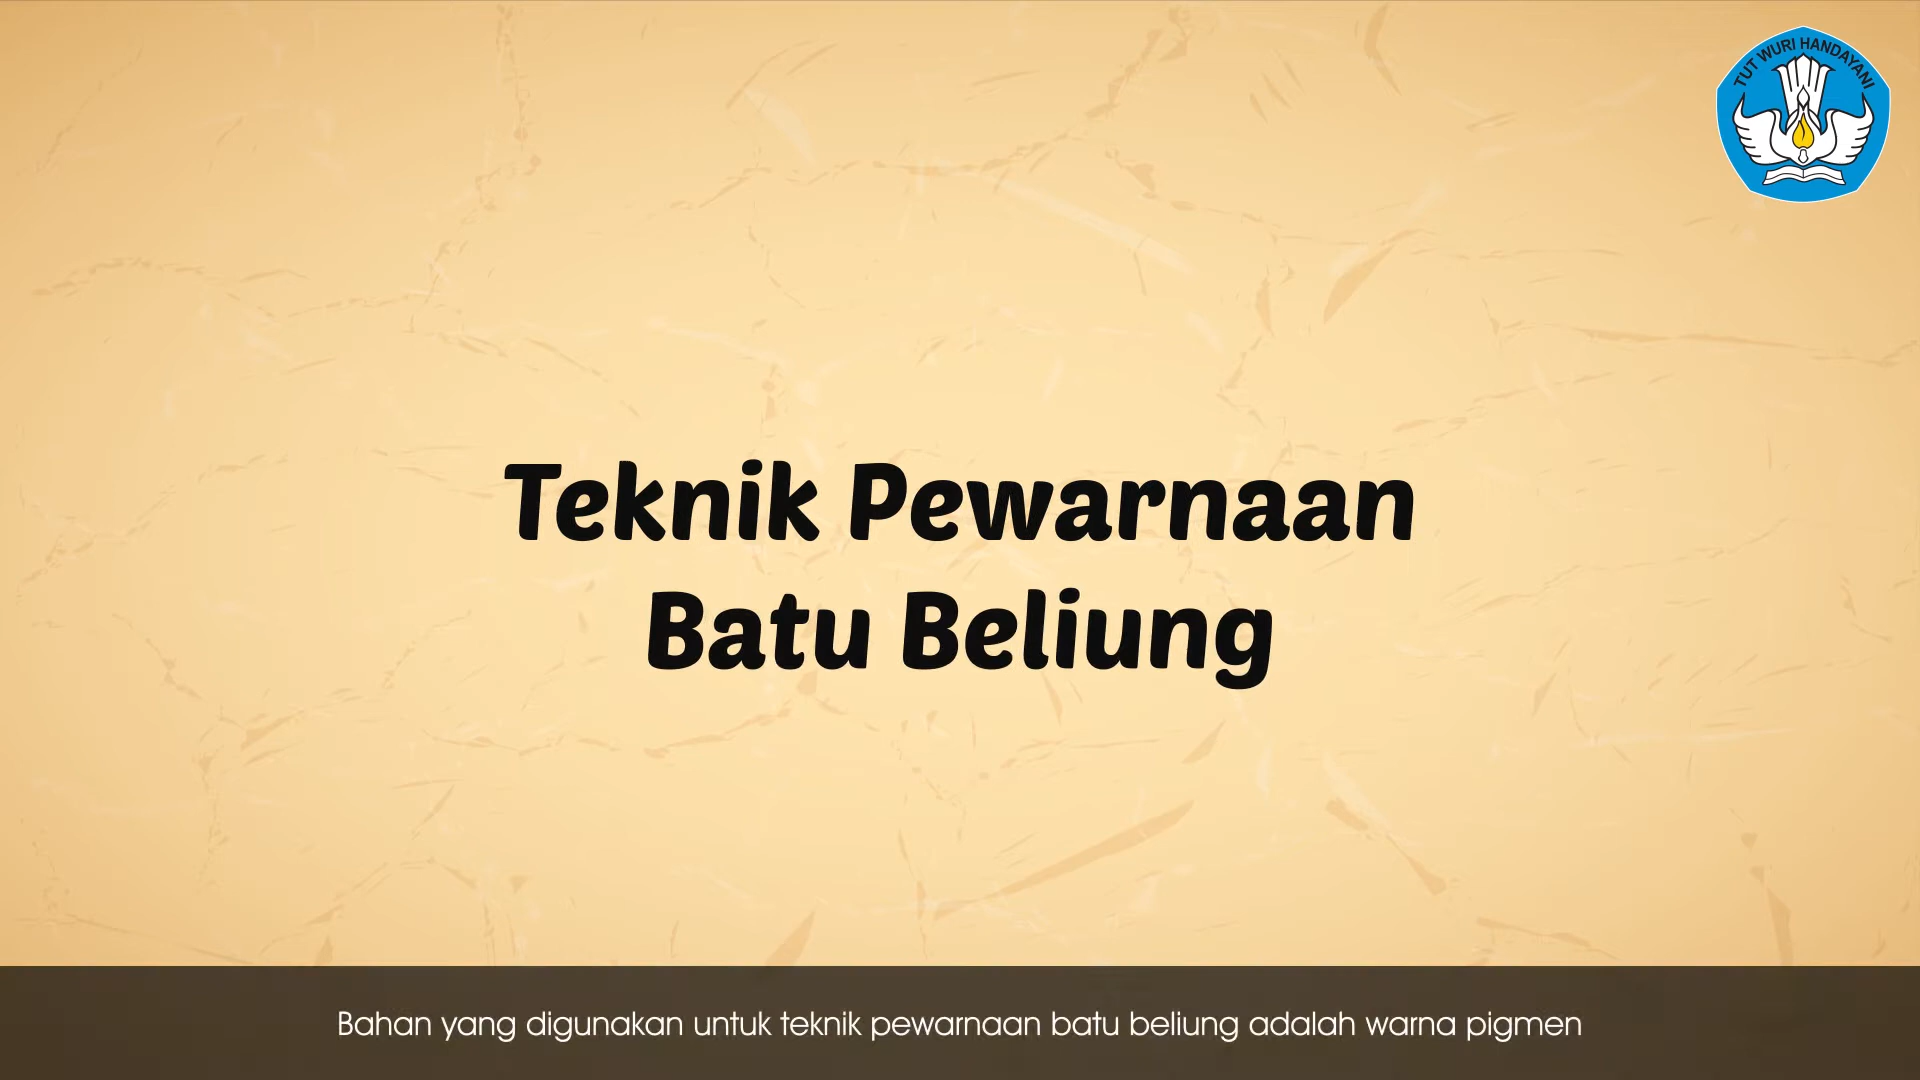 TUT WURI HANDAYANI
Teknik Pewarnaan
Batu Beliung
Bahan yang digunakan untuk teknik pewarnaan batu beliung adalah warna pigmen